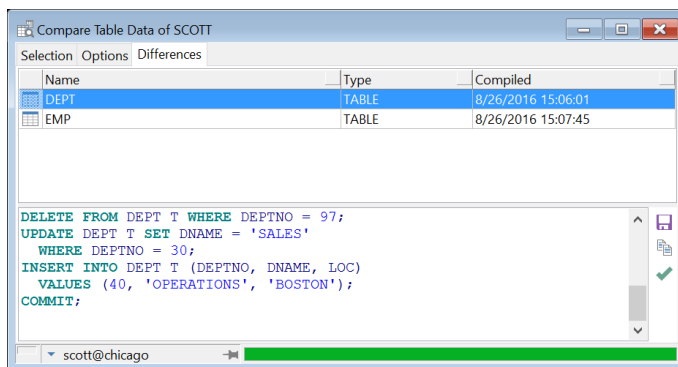 Compare Table Data of SCOTT
Selection Options Differences
Name Type Compiled
DEPT TABLE 8/26/2016 15:06:01
EMP TABLE 8/26/2016 15:07:45
DELETE FROM DEPT T WHERE DEPTNO = 97;
UPDATE DEPT T SET DNAME = 'SALES'
  WHERE DEPTNO = 30;
INSERT INTO DEPT T (DEPTNO, DNAME, LOC)
  VALUES (40, 'OPERATIONS', 'BOSTON');
COMMIT;
scott@chicago